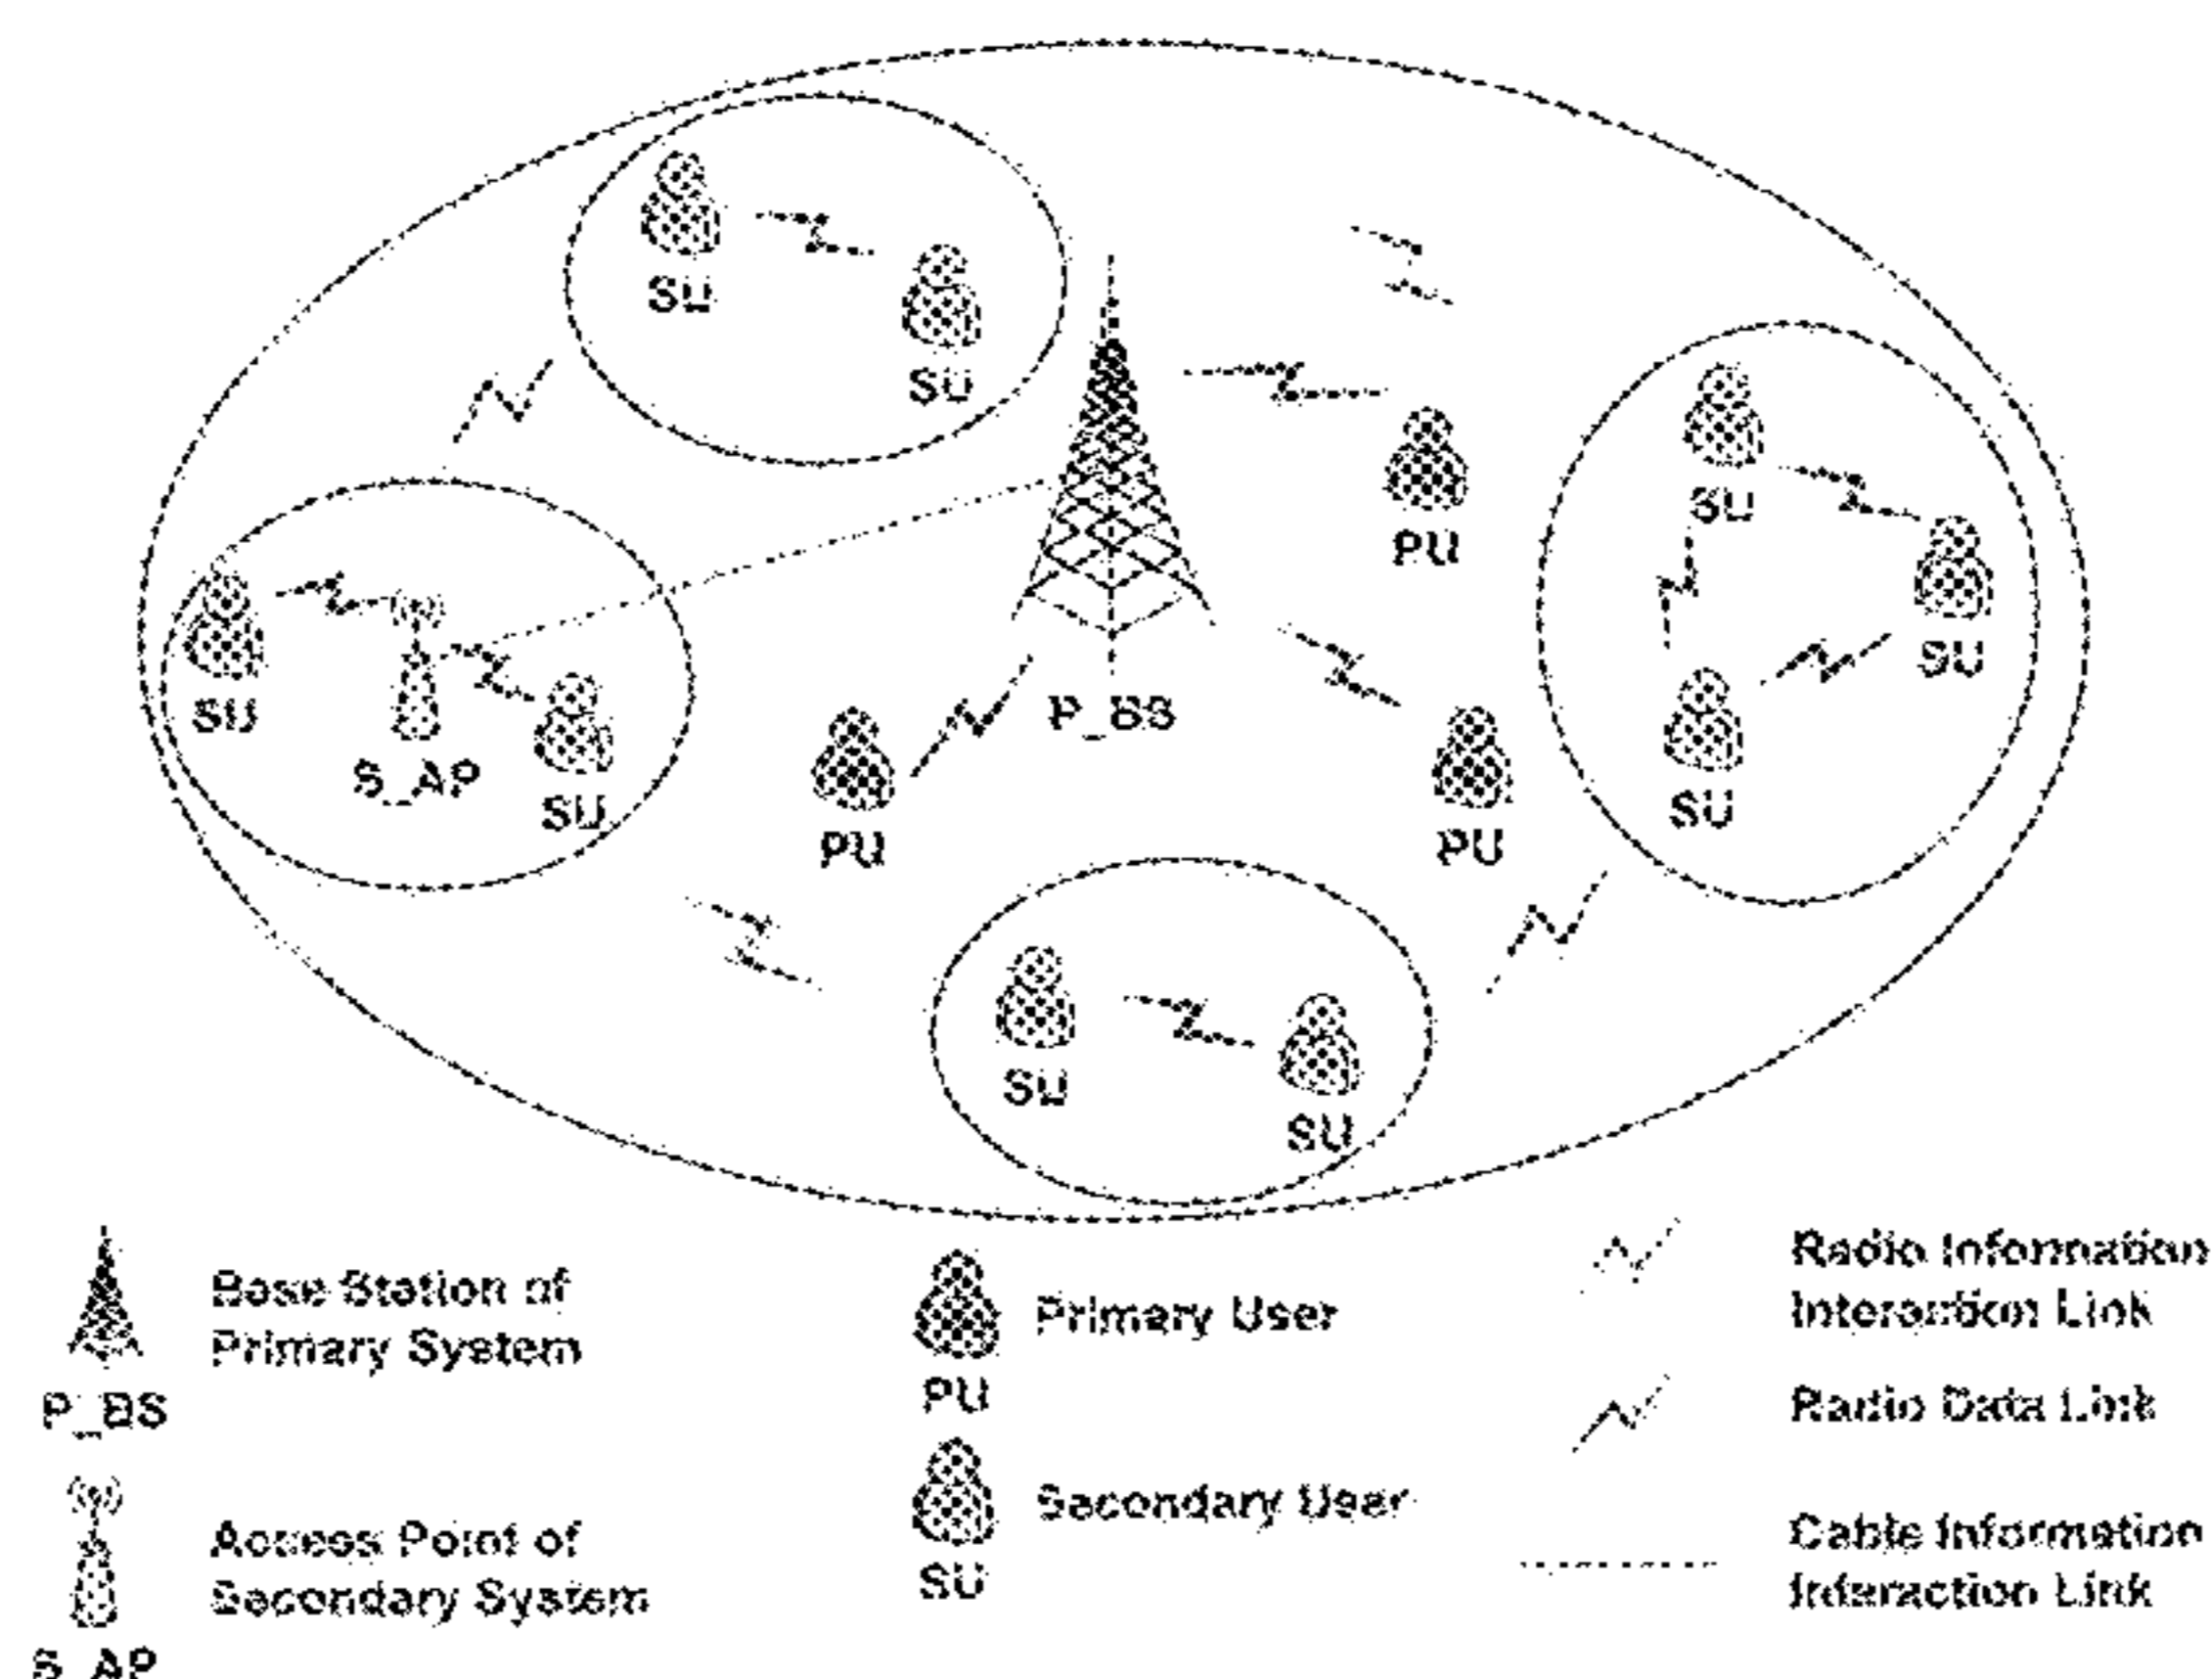 SU
SU
SU
PU
SU
SU
P_BS
SU
S_AP
SU
SU
PU
PU
SU
SU
Base Station of
Primary System
P_BS
Primary User
PU
Radio Information
Interaction Link
Radio Data Link
Access Point of
Secondary System
S_AP
Secondary User
SU
Cable Information
Interaction Link